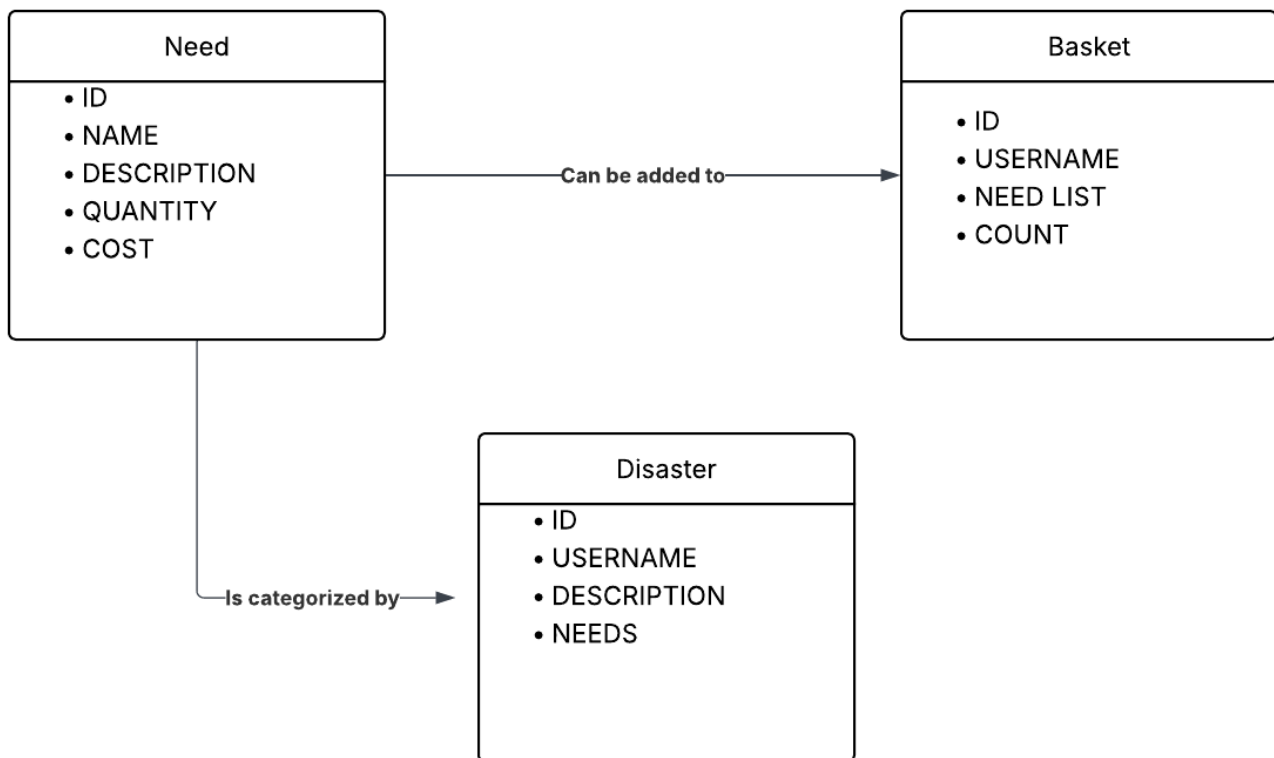 Need
• ID
• NAME
• DESCRIPTION
• QUANTITY
• COST
Can be added to
Basket
• ID
• USERNAME
• NEED LIST
• COUNT
Is categorized by
Disaster
• ID
• USERNAME
• DESCRIPTION
• NEEDS